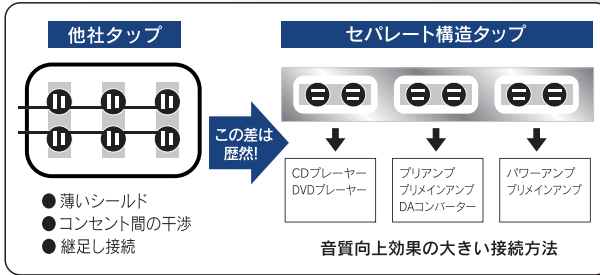 他社タップ
●薄いシールド
●コンセント間の干渉
●継足し接続
この差は
歴然!
セパレート構造タップ
CDプレーヤー
DVDプレーヤー
プリアンプ
プリメインアンプ
DAコンバーター
パワーアンプ
プリメインアンプ
音質向上効果の大きい接続方法